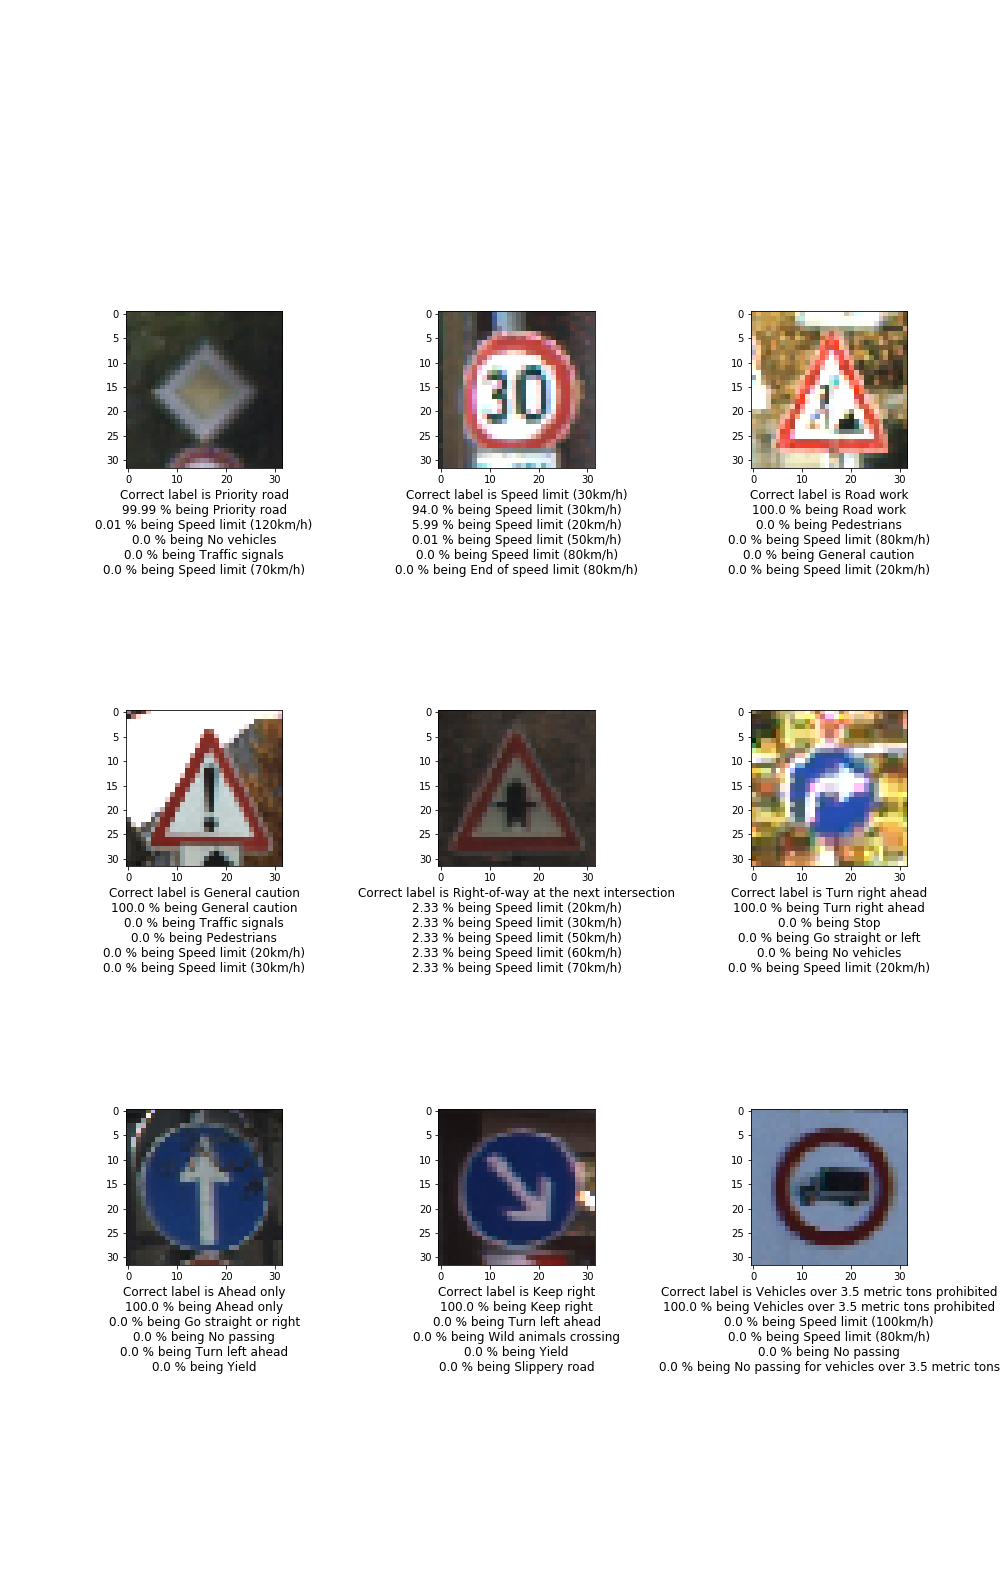 0
5
10
15
20
25
30
0 10 20 30
Correct label is Priority road
99.99 % being Priority road
0.01 % being Speed limit (120km/h)
0.0 % being No vehicles
0.0 % being Traffic signals
0.0 % being Speed limit (70km/h)
0
5
10
15
20
25
30
30
0 10 20 30
Correct label is Speed limit (30km/h)
94.0 % being Speed limit (30km/h)
5.99 % being Speed limit (20km/h)
0.01 % being Speed limit (50km/h)
0.0 % being Speed limit (80km/h)
0.0 % being End of speed limit (80km/h)
0
5
10
15
20
25
30
0 10 20 30
Correct label is Road work
100.0 % being Road work
0.0 % being Pedestrians
0.0 % being Speed limit (80km/h)
0.0 % being General caution
0.0 % being Speed limit (20km/h)
0
5
10
15
20
25
30
0 10 20 30
Correct label is General caution
100.0 % being General caution
0.0 % being Traffic signals
0.0 % being Pedestrians
0.0 % being Speed limit (20km/h)
0.0 % being Speed limit (30km/h)
0
5
10
15
20
25
30
0 10 20 30
Correct label is Right-of-way at the next intersection
2.33 % being Speed limit (20km/h)
2.33 % being Speed limit (30km/h)
2.33 % being Speed limit (50km/h)
2.33 % being Speed limit (60km/h)
2.33 % being Speed limit (70km/h)
0
5
10
15
20
25
30
0 10 20 30
Correct label is Turn right ahead
100.0 % being Turn right ahead
0.0 % being Stop
0.0 % being Go straight or left
0.0 % being No vehicles
0.0 % being Speed limit (20km/h)
0
5
10
15
20
25
30
0 10 20 30
Correct label is Ahead only
100.0 % being Ahead only
0.0 % being Go straight or right
0.0 % being No passing
0.0 % being Turn left ahead
0.0 % being Yield
0
5
10
15
20
25
30
0 10 20 30
Correct label is Keep right
100.0 % being Keep right
0.0 % being Turn left ahead
0.0 % being Wild animals crossing
0.0 % being Yield
0.0 % being Slippery road
0
5
10
15
20
25
30
0 10 20 30
Correct label is Vehicles over 3.5 metric tons prohibited
100.0 % being Vehicles over 3.5 metric tons prohibited
0.0 % being Speed limit (100km/h)
0.0 % being Speed limit (80km/h)
0.0 % being No passing
0.0 % being No passing for vehicles over 3.5 metric tons